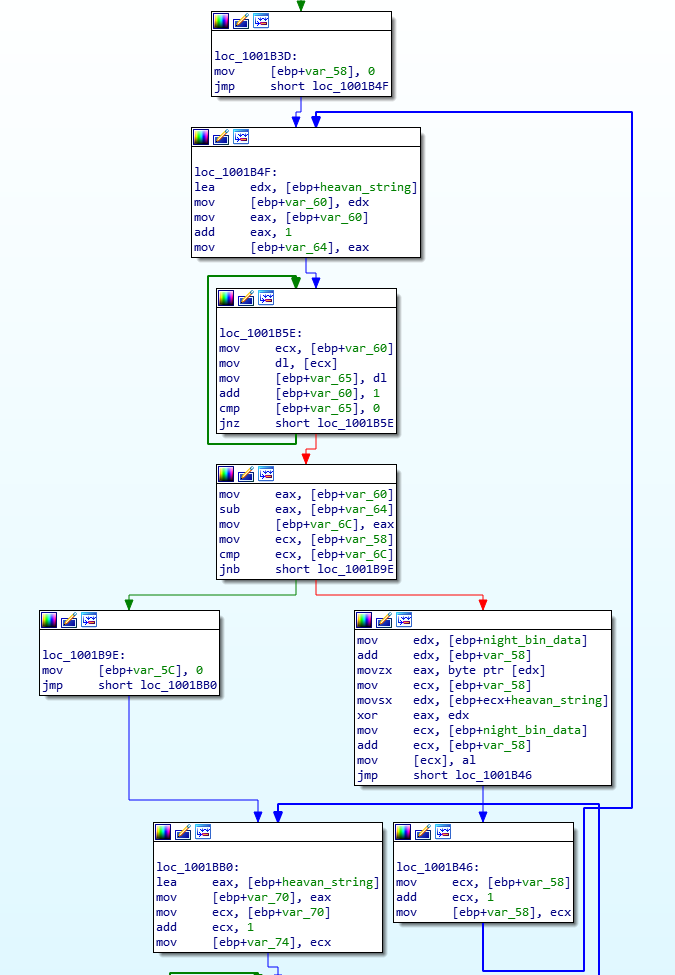 loc_1001B3D:
mov [ebp+var_58], 0
jmp short loc_1001B4F
loc_1001B4F:
lea edx, [ebp+heavan_string]
mov [ebp+var_60], edx
mov eax, [ebp+var_60]
add eax, 1
mov [ebp+var_64], eax
loc_1001B5E:
mov ecx, [ebp+var_60]
mov dl, [ecx]
mov [ebp+var_65], dl
add [ebp+var_60], 1
cmp [ebp+var_65], 0
jnz short loc_1001B5E
mov eax, [ebp+var_60]
sub eax, [ebp+var_64]
mov [ebp+var_6C], eax
mov ecx, [ebp+var_58]
cmp ecx, [ebp+var_6C]
jnb short loc_1001B9E
loc_1001B9E:
mov [ebp+var_5C], 0
jmp short loc_1001BB0
mov edx, [ebp+night_bin_data]
add edx, [ebp+var_58]
movzx eax, byte ptr [edx]
mov ecx, [ebp+var_58]
movsx edx, [ebp+ecx+heavan_string]
xor eax, edx
mov ecx, [ebp+night_bin_data]
add ecx, [ebp+var_58]
mov [ecx], al
jmp short loc_1001B46
loc_1001BB0:
lea eax, [ebp+heavan_string]
mov [ebp+var_70], eax
mov ecx, [ebp+var_70]
add ecx, 1
mov [ebp+var_74], ecx
loc_1001B46:
mov ecx, [ebp+var_58]
add ecx, 1
mov [ebp+var_58], ecx